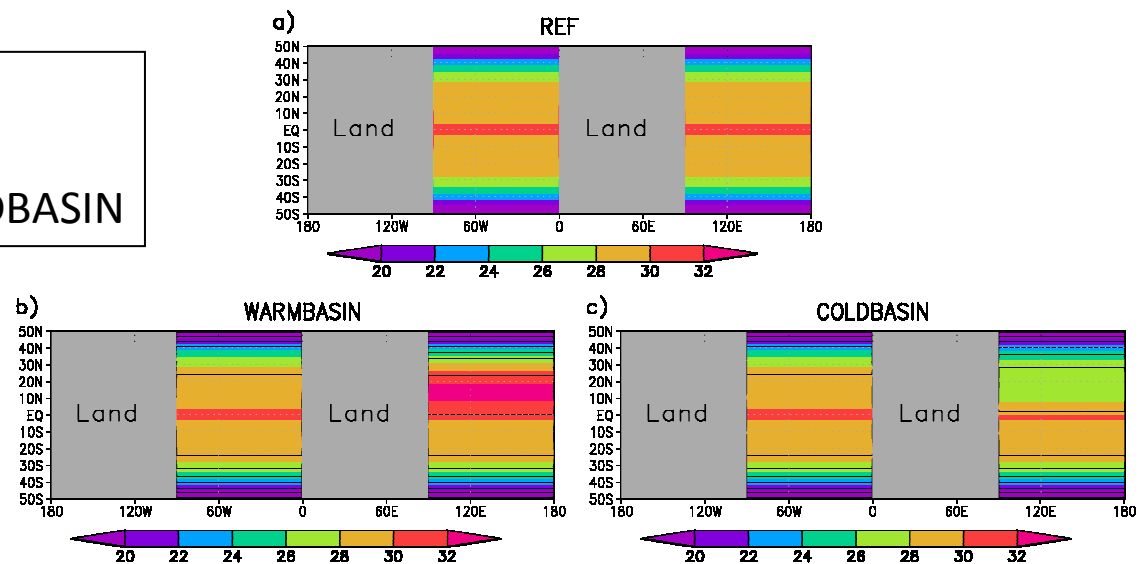 a) REF
50N
40N
30N
20N
10N
EQ
10S
20S
30S
40S
50S
Land Land
180 120W 60W 0 60E 120E 180
20 22 24 26 28 30 32
DBASIN
b) WARMBASIN
50N
40N
30N
20N
10N
EQ
10S
20S
30S
40S
50S
Land Land
180 120W 60W 0 60E 120E 180
20 22 24 26 28 30 32
c) COLDBASIN
50N
40N
30N
20N
10N
EQ
10S
20S
30S
40S
50S
Land Land
180 120W 60W 0 60E 120E 180
20 22 24 26 28 30 32